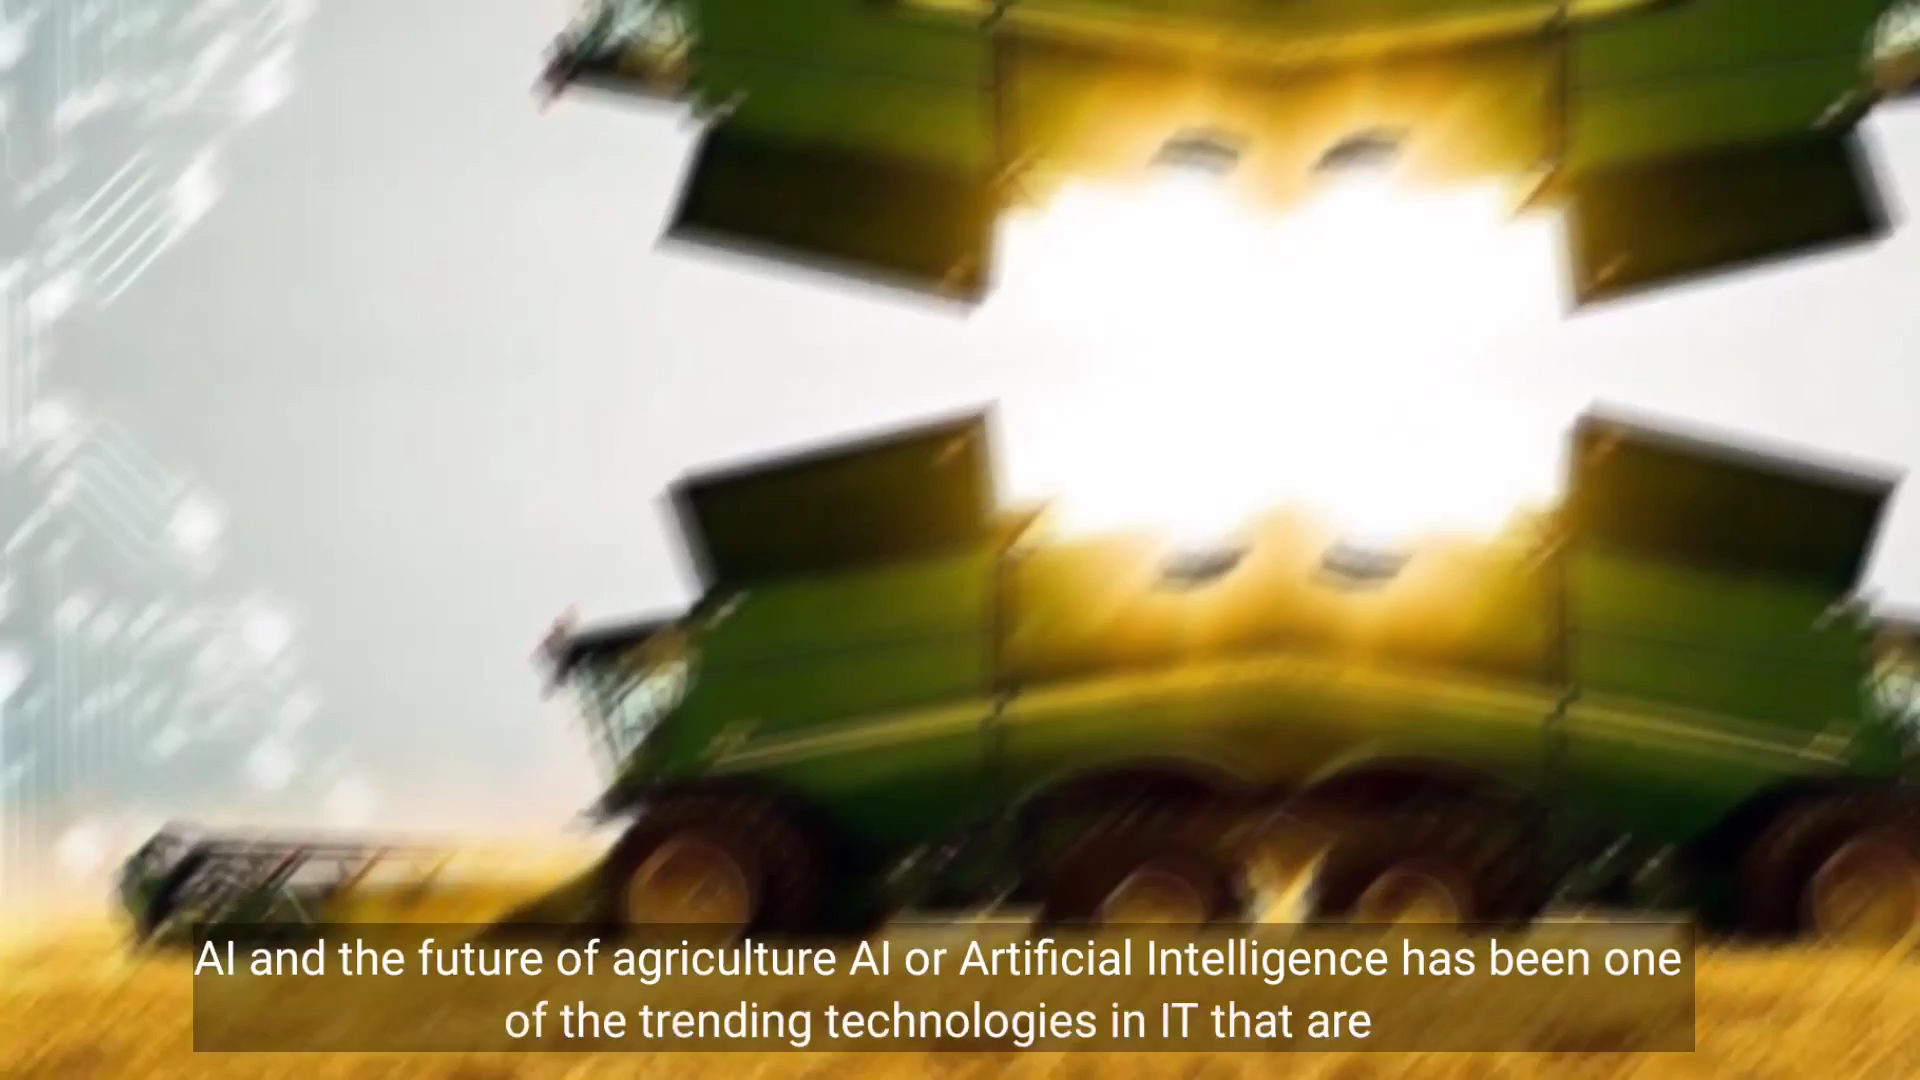 AI and the future of agriculture AI or Artificial Intelligence has been one
of the trending technologies in IT that are